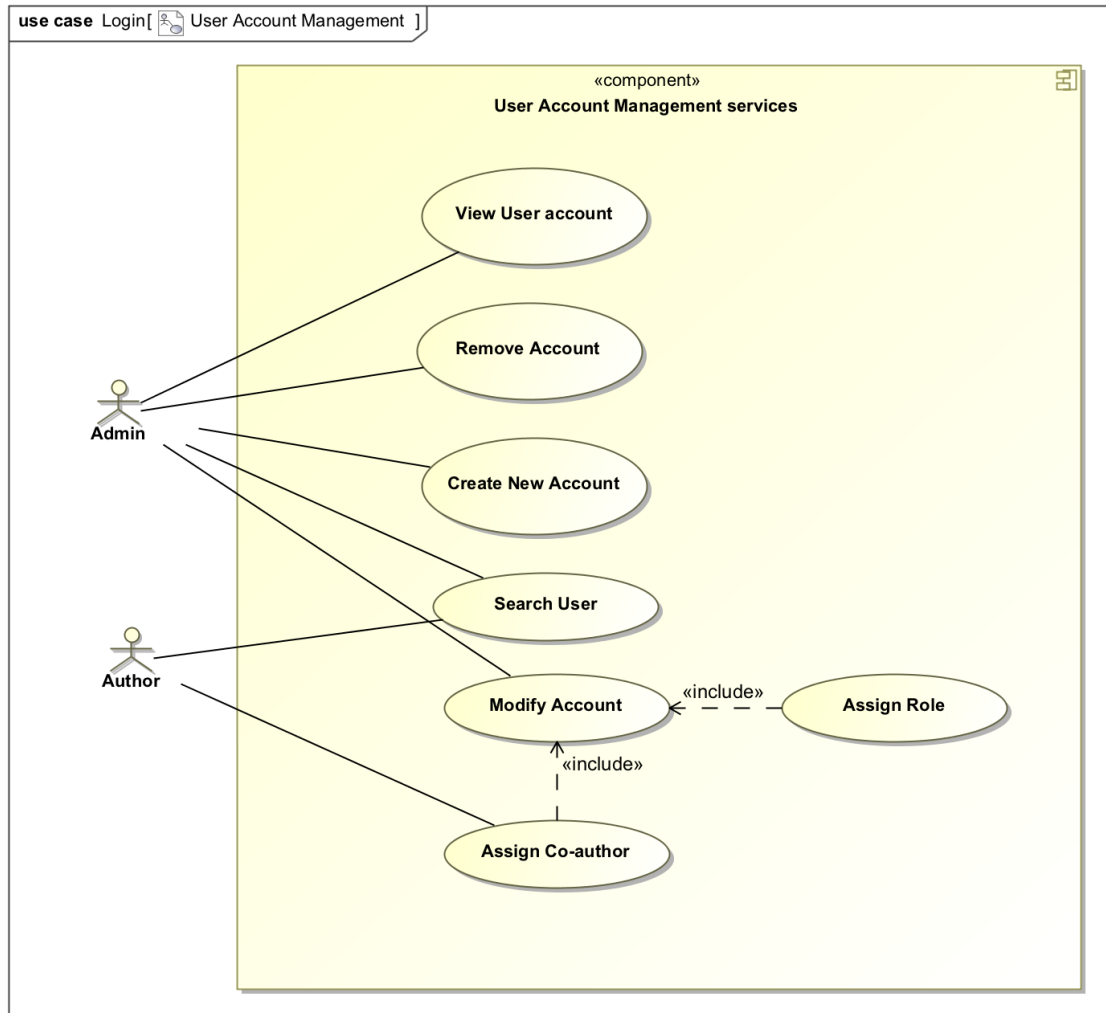 use case Login[ User Account Management ]
«component»
User Account Management services
View User account
Remove Account
Admin
Create New Account
Search User
Author
Modify Account
«include»
Assign Role
«include»
Assign Co-author